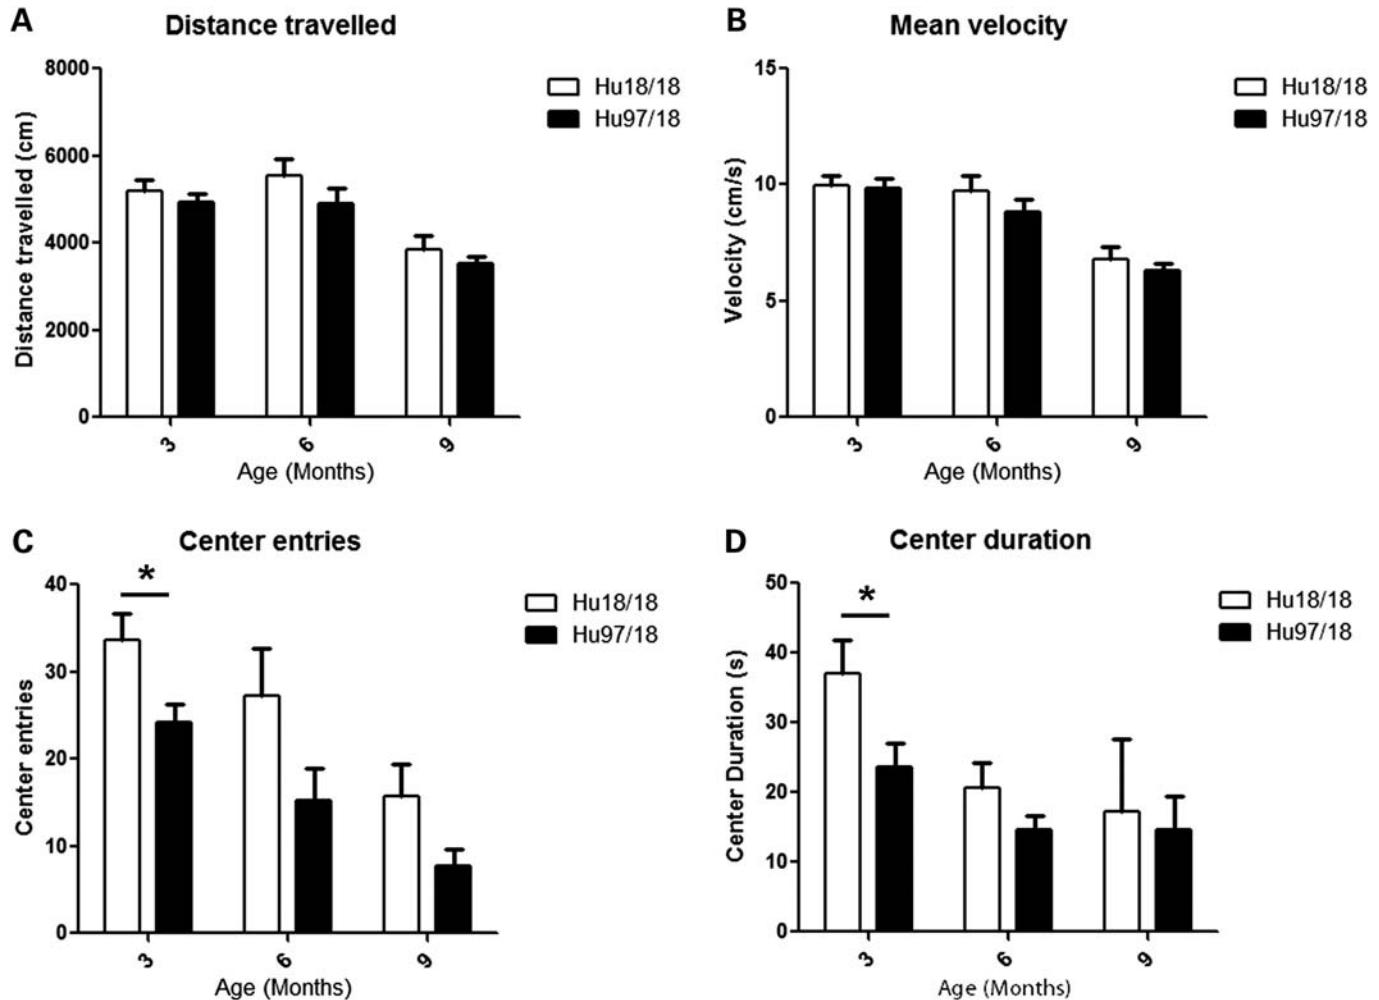 A
Distance travelled
8000
6000
4000
2000
0
Distance travelled (cm)
Hu18/18
Hu97/18
3
6
9
Age (Months)
B
Mean velocity
15
10
5
0
Velocity (cm/s)
Hu18/18
Hu97/18
3
6
9
Age (Months)
C
Center entries
40
30
20
10
0
Center entries
*
Hu18/18
Hu97/18
3
6
9
Age (Months)
D
Center duration
50
40
30
20
10
0
Center Duration (s)
*
Hu18/18
Hu97/18
3
6
9
Age (Months)